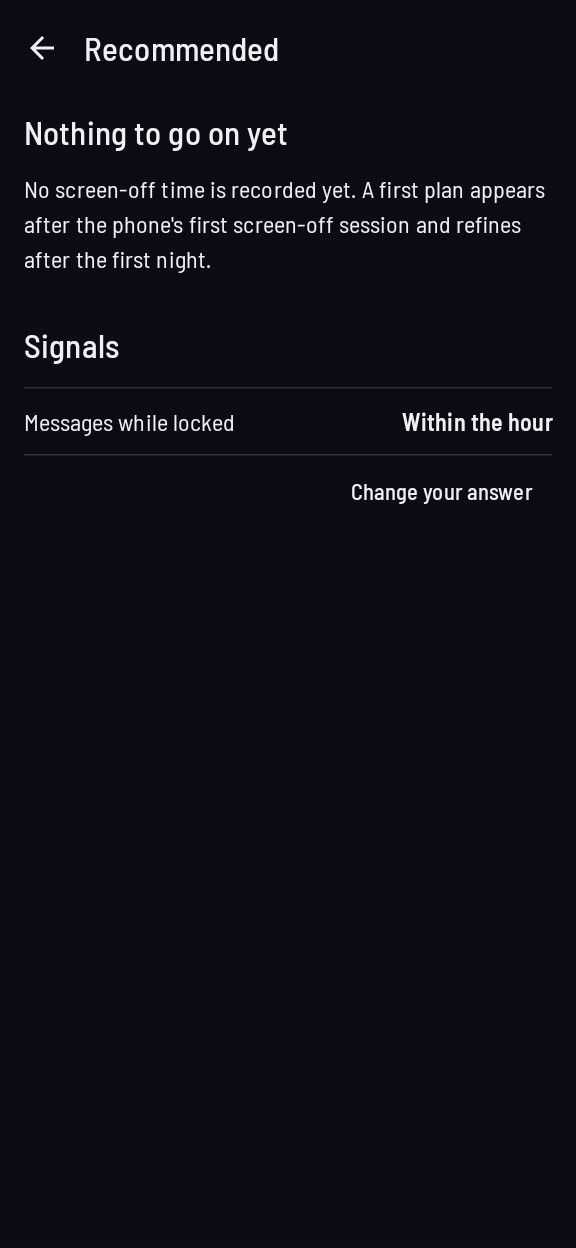 Recommended
Nothing to go on yet
No screen-off time is recorded yet. A first plan appears
after the phone's first screen-off session and refines
after the first night.
Signals
Messages while locked Within the hour
Change your answer